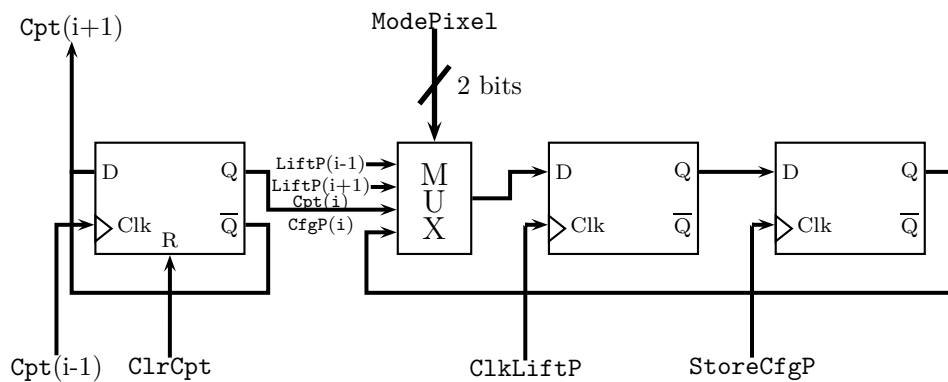 Cpt(i+1)
ModePixel
2 bits
D
Q
Clk
Q
R
LiftP(i-1)
LiftP(i+1)
Cpt(i)
CfgP(i)
M
U
X
D
Q
Clk
Q
D
Q
Clk
Q
Cpt(i-1)
ClrCpt
ClkLiftP
StoreCfgP